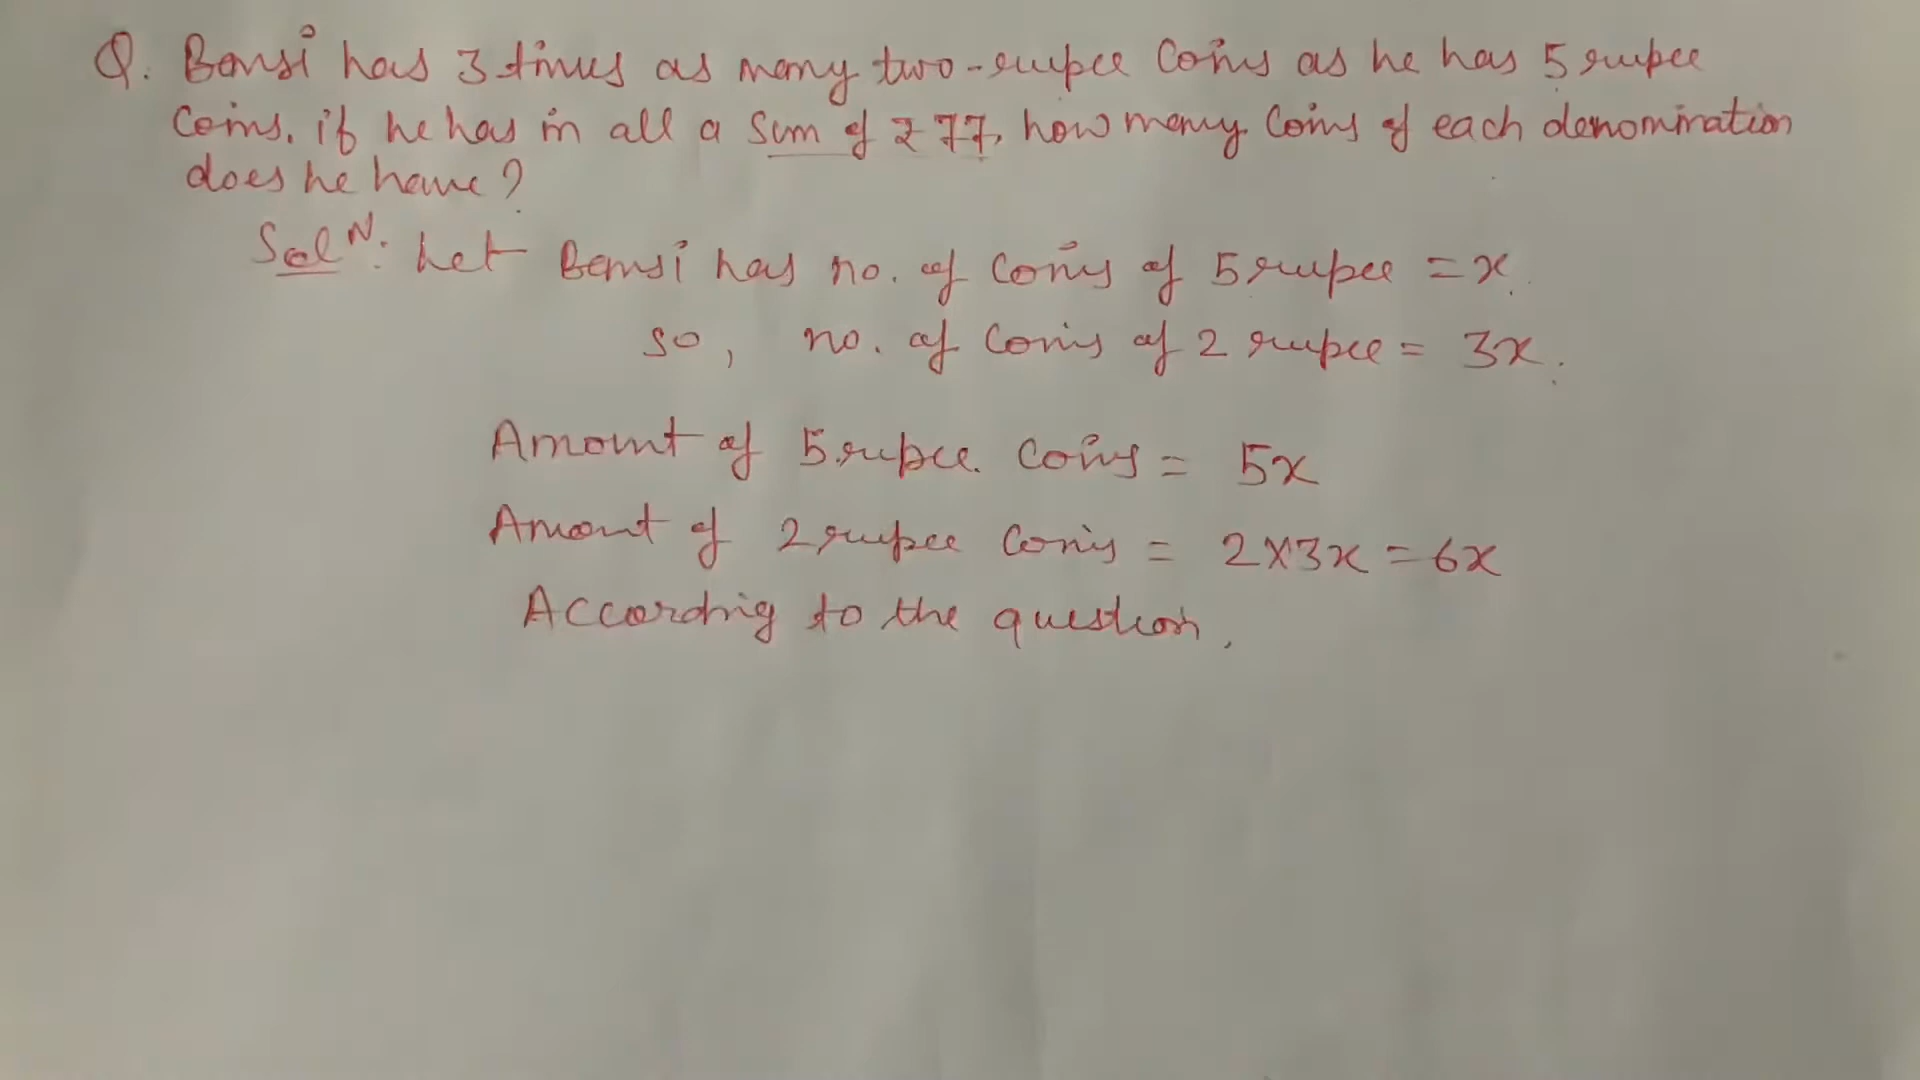 Q. Bansi has 3 times as many two-rupee Coins as he has 5 rupee
Coins. if he has in all a sum of ₹ 77, how many Coins of each denomination
does he have?
Solᴺ: Let Bansi has no. of Coins of 5 rupee = x.
so, no. of Coins of 2 rupee = 3x.
Amount of 5 rupee. Coins = 5x
Amount of 2 rupee Coins = 2×3x = 6x
According to the question,